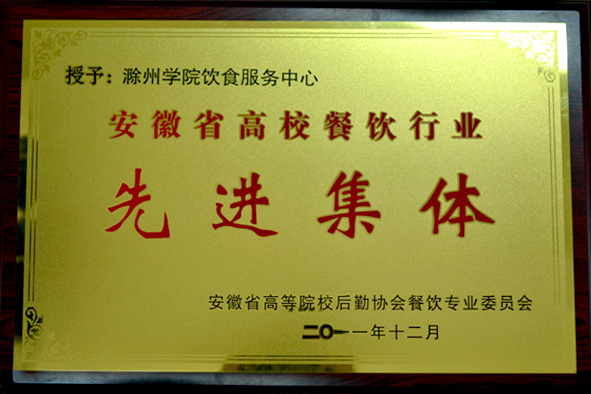 授予：滁州学院饮食服务中心
安徽省高校餐饮行业
先进集体
安徽省高等院校后勤协会餐饮专业委员会
二〇一一年十二月